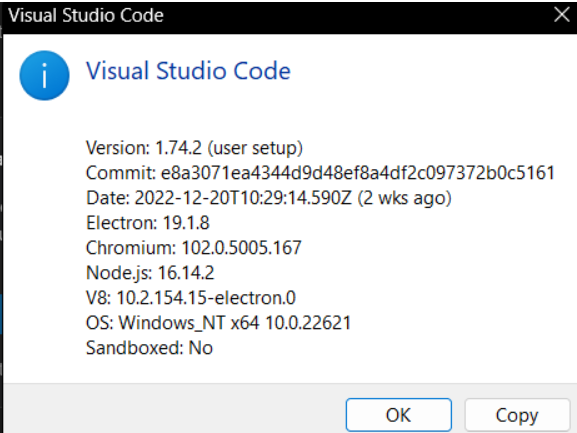 Visual Studio Code
Visual Studio Code
Version: 1.74.2 (user setup)
Commit: e8a3071ea4344d9d48ef8a4df2c097372b0c5161
Date: 2022-12-20T10:29:14.590Z (2 wks ago)
Electron: 19.1.8
Chromium: 102.0.5005.167
Node.js: 16.14.2
V8: 10.2.154.15-electron.0
OS: Windows_NT x64 10.0.22621
Sandboxed: No
OK Copy